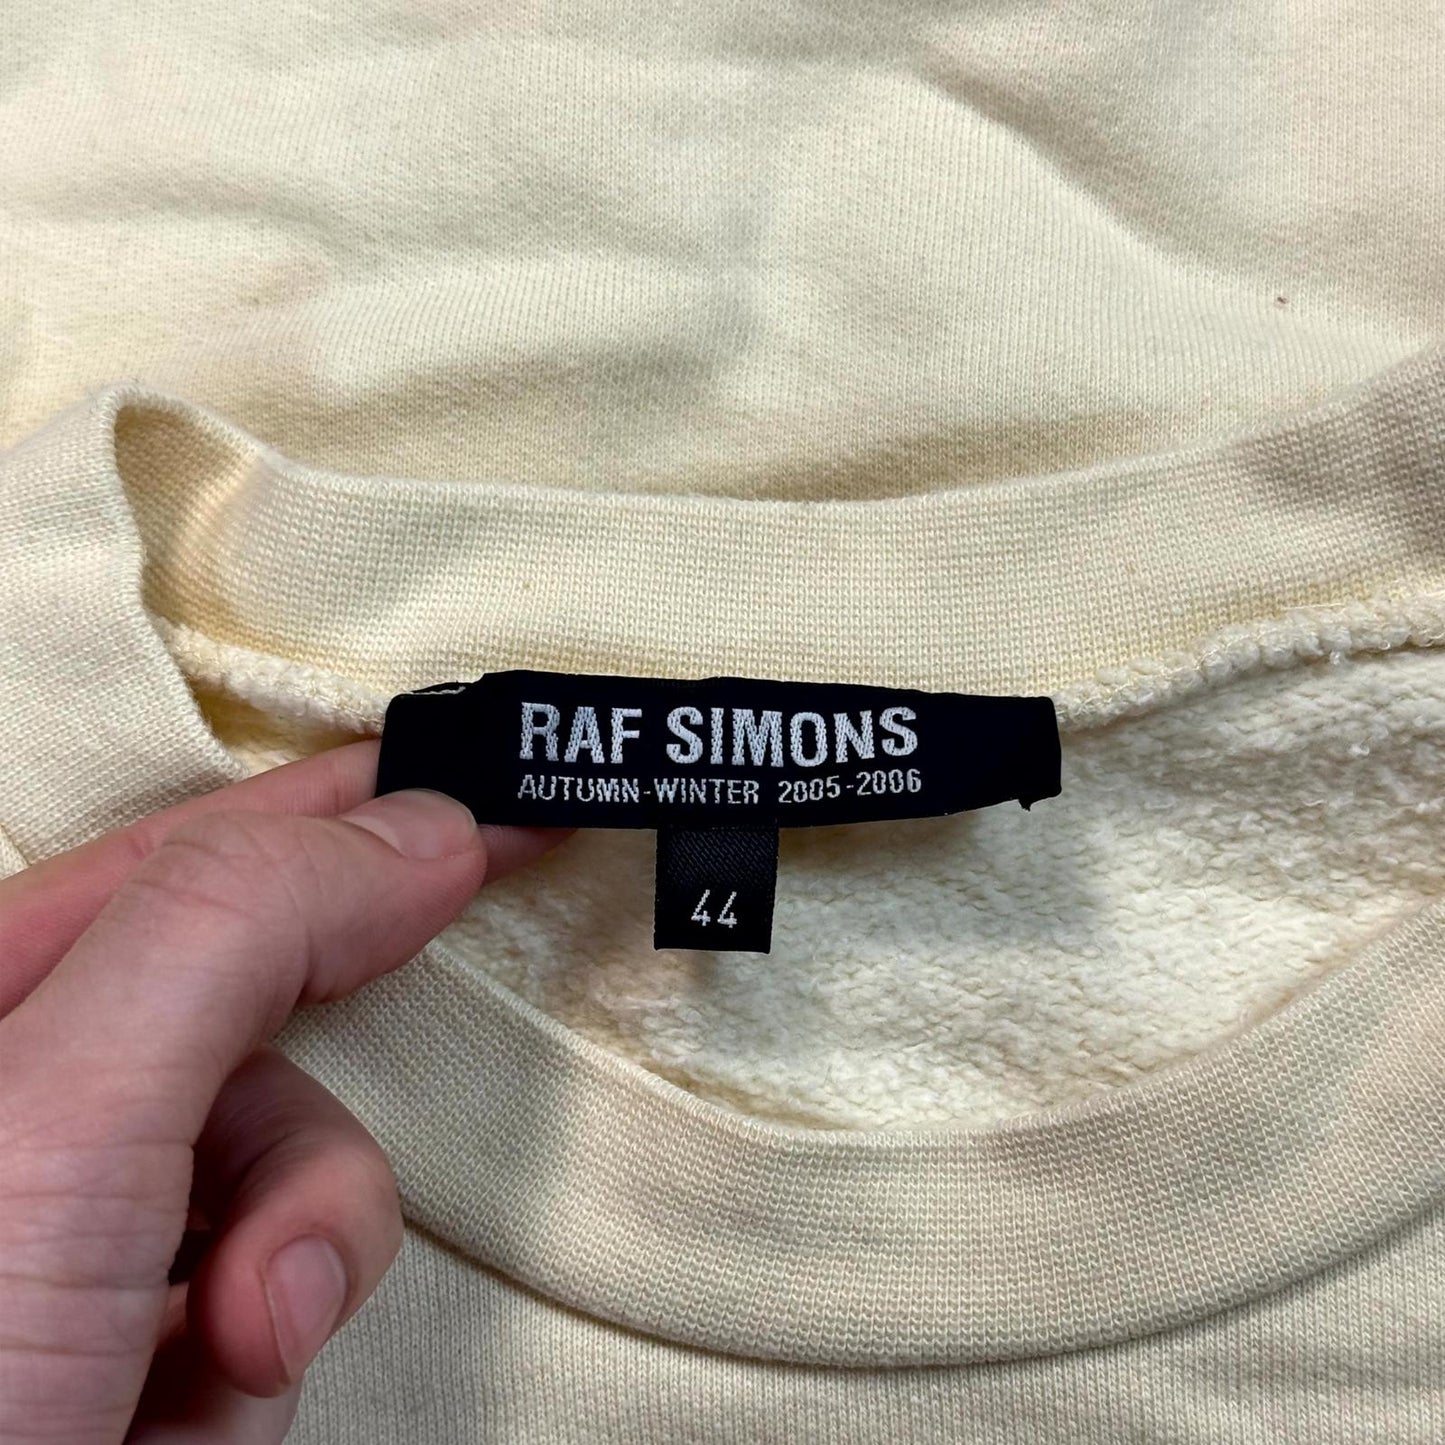 RAF SIMONS
AUTUMN-WINTER 2005-2006
44